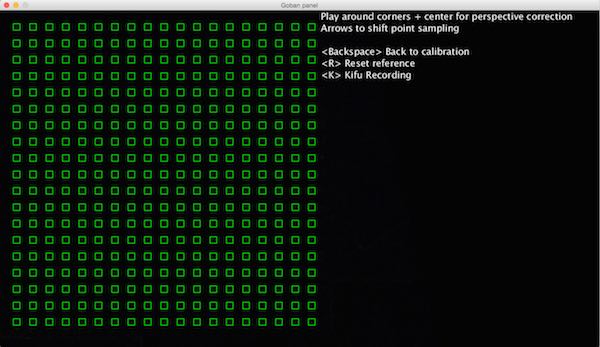 Goban panel
Play around corners + center for perspective correction
Arrows to shift point sampling
<Backspace> Back to calibration
<R> Reset reference
<K> Kifu Recording